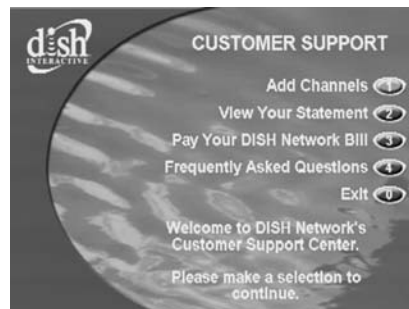 dish
INTERACTIVE
CUSTOMER SUPPORT
Add Channels 1
View Your Statement 2
Pay Your DISH Network Bill 3
Frequently Asked Questions 4
Exit 0
Welcome to DISH Network's
Customer Support Center.
Please make a selection to
continue.